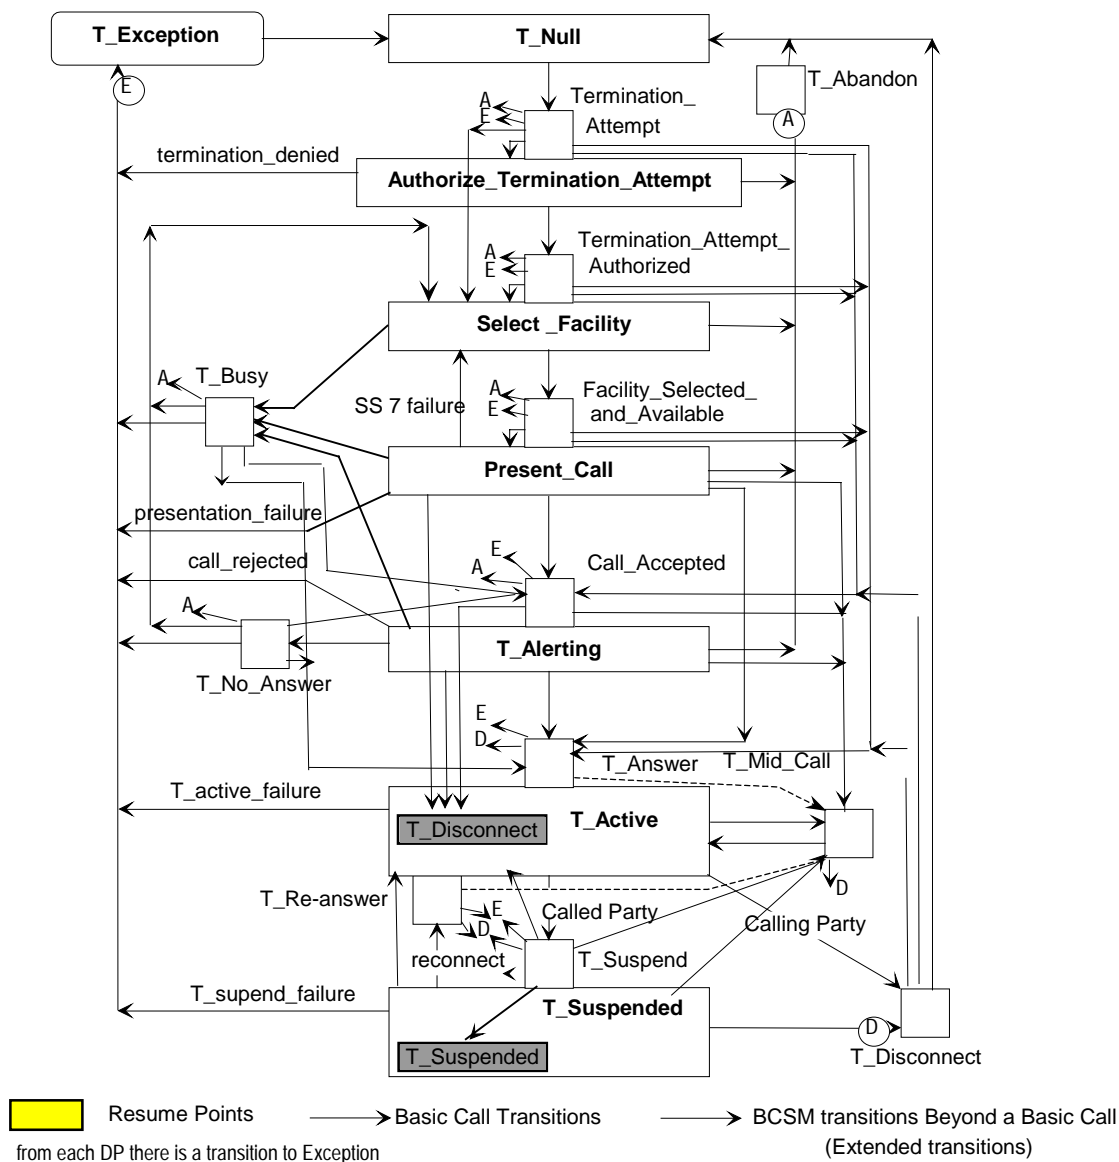 T_Exception
T_Null
E
T_Abandon
A
A
E
Termination_
Attempt
termination_denied
Authorize_Termination_Attempt
A
E
Termination_Attempt_
Authorized
Select _Facility
A
T_Busy
SS 7 failure
A
E
Facility_Selected_
and_Available
Present_Call
presentation_failure
call_rejected
E
A
Call_Accepted
A
T_Alerting
T_No_Answer
E
D
T_Answer
T_Mid_Call
T_active_failure
T_Active
T_Disconnect
D
T_Re-answer
E
D
Called Party
Calling Party
reconnect
T_Suspend
T_supend_failure
T_Suspended
D
T_Suspended
T_Disconnect
Resume Points
Basic Call Transitions
BCSM transitions Beyond a Basic Call
(Extended transitions)
from each DP there is a transition to Exception